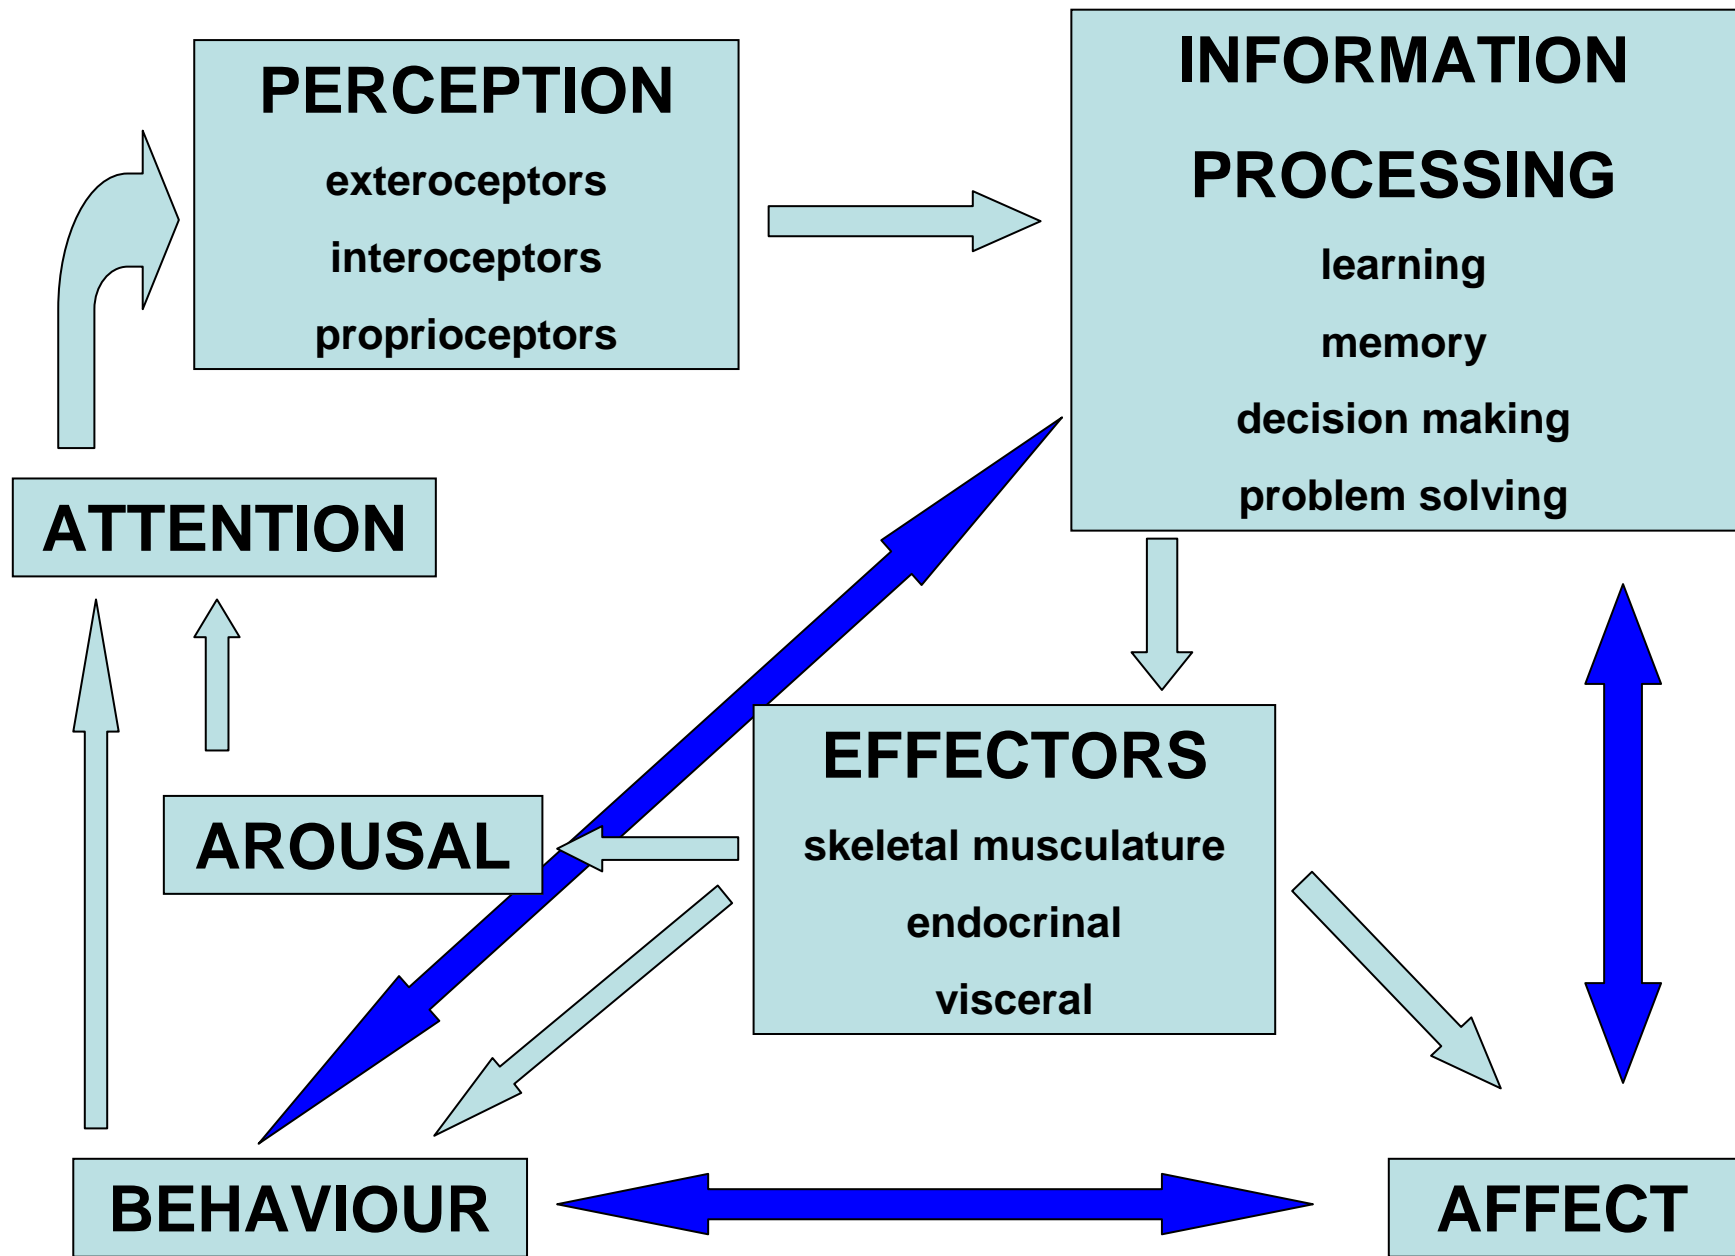 PERCEPTION
exteroceptors
interoceptors
proprioceptors
INFORMATION
PROCESSING
learning
memory
decision making
problem solving
ATTENTION
EFFECTORS
skeletal musculature
endocrinal
visceral
AROUSAL
BEHAVIOUR
AFFECT